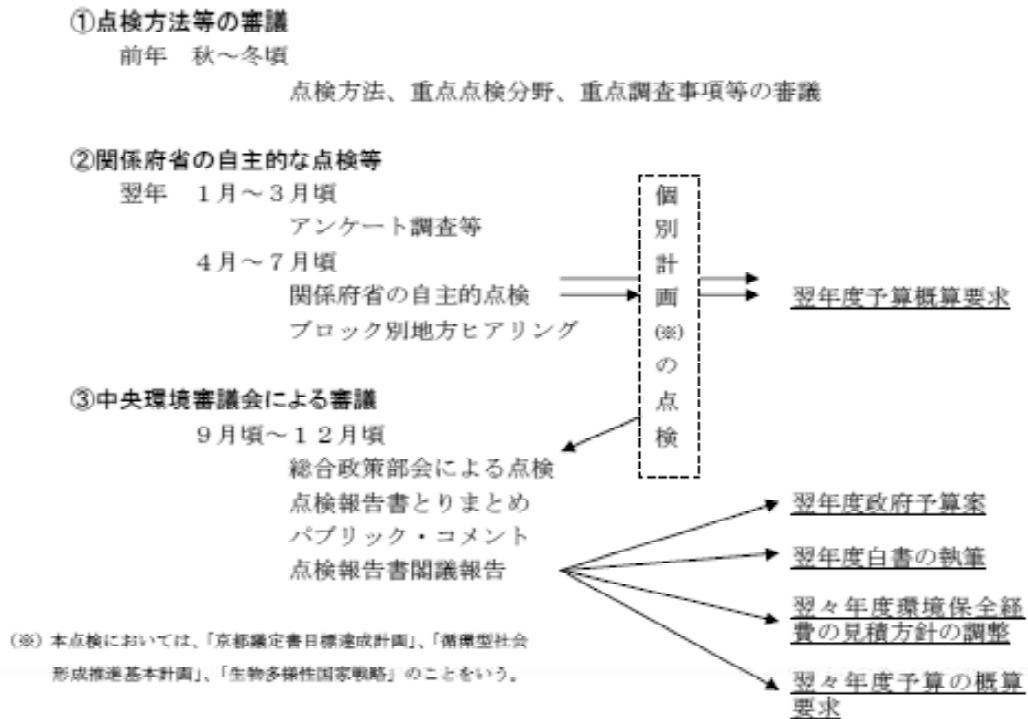 ①点検方法等の審議
前年　秋～冬頃
点検方法、重点点検分野、重点調査事項等の審議
②関係府省の自主的な点検等
翌年　１月～３月頃
アンケート調査等
４月～７月頃
関係府省の自主的点検
ブロック別地方ヒアリング
個別計画(※)の点検
翌年度予算概算要求
③中央環境審議会による審議
９月頃～１２月頃
総合政策部会による点検
点検報告書とりまとめ
パブリック・コメント
点検報告書閣議報告
翌年度政府予算案
翌年度白書の執筆
翌々年度環境保全経
費の見積方針の調整
翌々年度予算の概算
要求
(※) 本点検においては、「京都議定書目標達成計画」、「循環型社会
形成推進基本計画」、「生物多様性国家戦略」のことをいう。